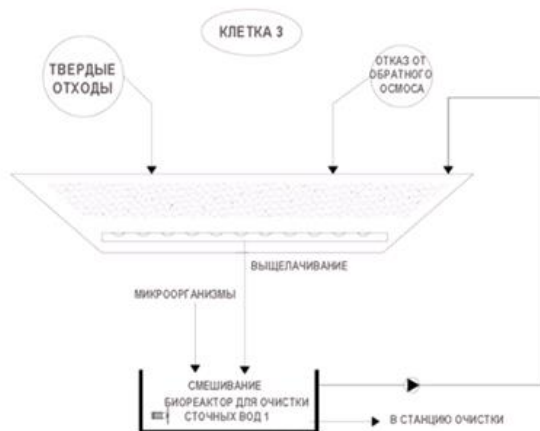 КЛЕТКА 3
ТВЕРДЫЕ
ОТХОДЫ
ОТКАЗ ОТ
ОБРАТНОГО
ОСМОСА
ВЫЩЕЛАЧИВАНИЕ
МИКРООРГАНИЗМЫ
СМЕШИВАНИЕ
БИОРЕАКТОР ДЛЯ ОЧИСТКИ
СТОЧНЫХ ВОД 1
В СТАНЦИЮ ОЧИСТКИ